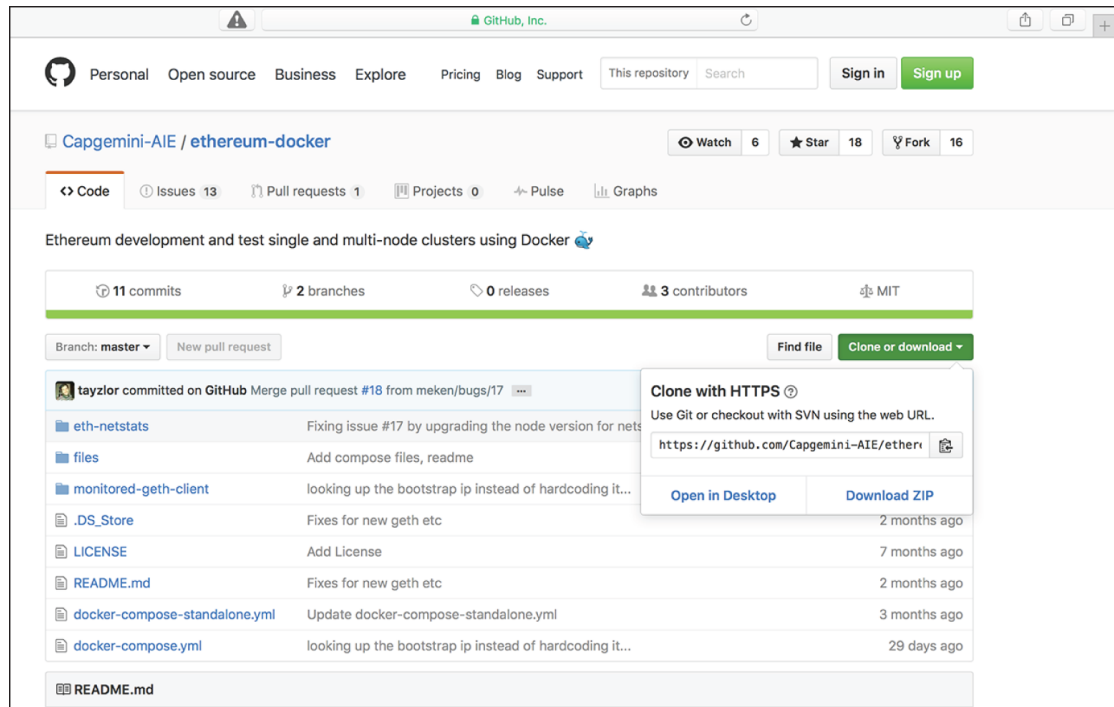 GitHub, Inc.
Personal Open source Business Explore Pricing Blog Support This repository Search Sign in Sign up
Capgemini-AIE / ethereum-docker Watch 6 Star 18 Fork 16
<> Code Issues 13 Pull requests 1 Projects 0 Pulse Graphs
Ethereum development and test single and multi-node clusters using Docker 🐳
11 commits 2 branches 0 releases 3 contributors MIT
Branch: master New pull request Find file Clone or download
tayzlor committed on GitHub Merge pull request #18 from meken/bugs/17 ...
Clone with HTTPS ?
Use Git or checkout with SVN using the web URL.
https://github.com/Capgemini-AIE/ethere
Open in Desktop Download ZIP
eth-netstats Fixing issue #17 by upgrading the node version for nets
files Add compose files, readme
monitored-geth-client looking up the bootstrap ip instead of hardcoding it...
.DS_Store Fixes for new geth etc 2 months ago
LICENSE Add License 7 months ago
README.md Fixes for new geth etc 2 months ago
docker-compose-standalone.yml Update docker-compose-standalone.yml 3 months ago
docker-compose.yml looking up the bootstrap ip instead of hardcoding it... 29 days ago
README.md